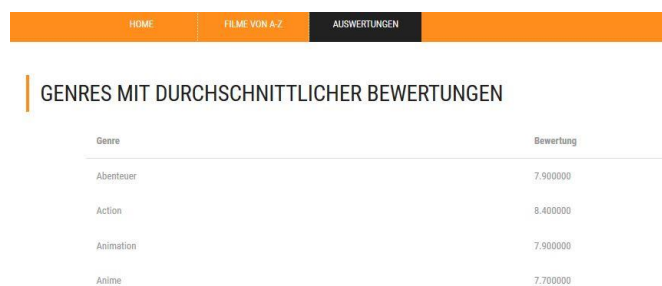 HOME FILME VON A-Z AUSWERTUNGEN
GENRES MIT DURCHSCHNITTLICHER BEWERTUNGEN
Genre Bewertung
Abenteuer 7.900000
Action 8.400000
Animation 7.900000
Anime 7.700000